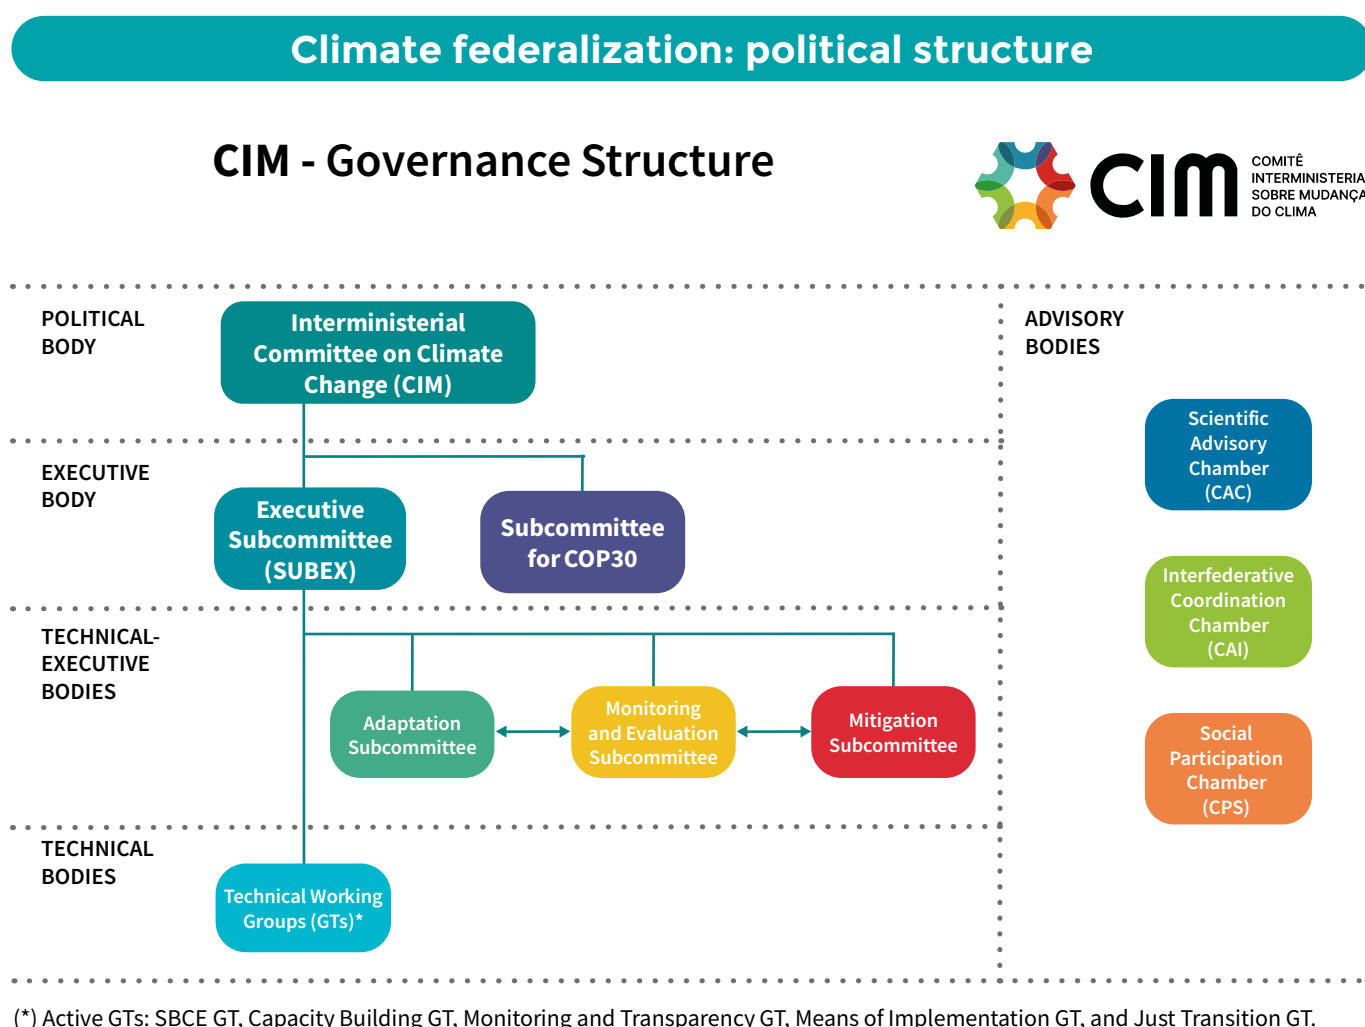 Climate federalization: political structure
CIM - Governance Structure
CIM
COMITÊ
INTERMINISTERIA
SOBRE MUDANÇA
DO CLIMA
POLITICAL
BODY
Interministerial
Committee on Climate
Change (CIM)
ADVISORY
BODIES
Scientific
Advisory
Chamber
(CAC)
EXECUTIVE
BODY
Executive
Subcommittee
(SUBEX)
Subcommittee
for COP30
Interfederative
Coordination
Chamber
(CAI)
TECHNICAL-
EXECUTIVE
BODIES
Adaptation
Subcommittee
Monitoring
and Evaluation
Subcommittee
Mitigation
Subcommittee
Social
Participation
Chamber
(CPS)
TECHNICAL
BODIES
Technical Working
Groups (GTs)*
(*) Active GTs: SBCE GT, Capacity Building GT, Monitoring and Transparency GT, Means of Implementation GT, and Just Transition GT.